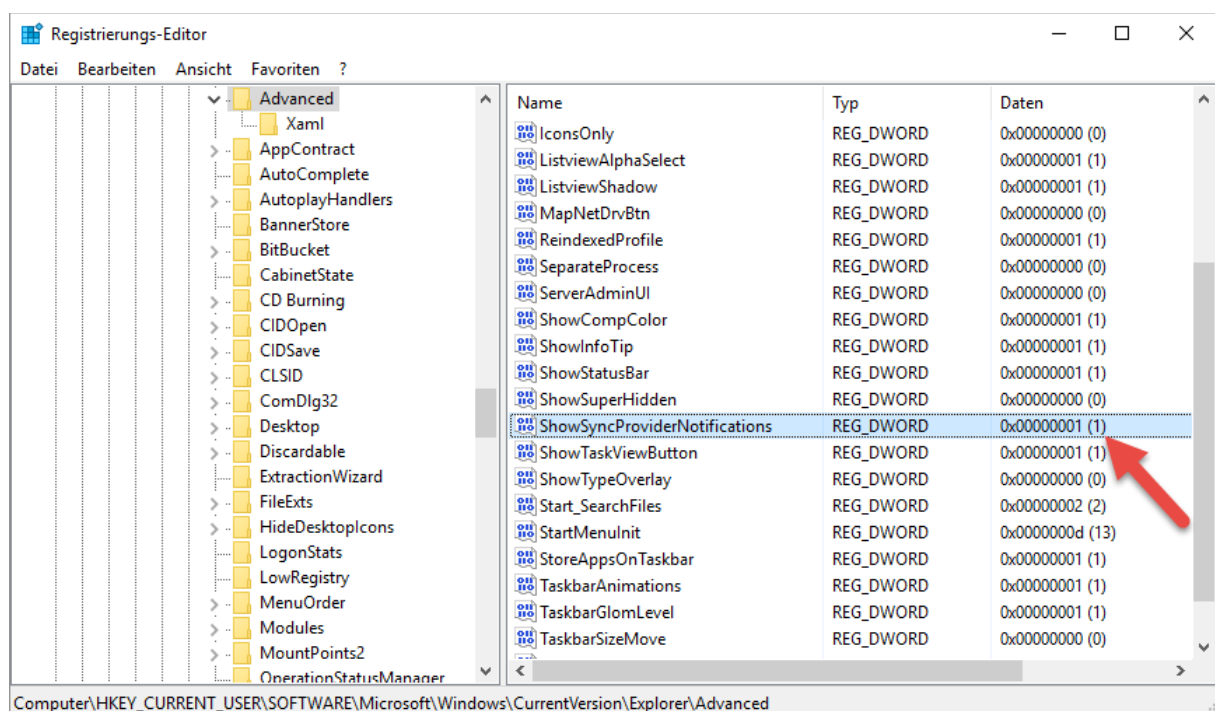 Registrierungs-Editor
Datei Bearbeiten Ansicht Favoriten ?
Advanced
Xaml
AppContract
AutoComplete
AutoplayHandlers
BannerStore
BitBucket
CabinetState
CD Burning
CIDOpen
CIDSave
CLSID
ComDlg32
Desktop
Discardable
ExtractionWizard
FileExts
HideDesktopIcons
LogonStats
LowRegistry
MenuOrder
Modules
MountPoints2
OperationStatusManager
Name Typ Daten
IconsOnly REG_DWORD 0x00000000 (0)
ListviewAlphaSelect REG_DWORD 0x00000001 (1)
ListviewShadow REG_DWORD 0x00000001 (1)
MapNetDrvBtn REG_DWORD 0x00000000 (0)
ReindexedProfile REG_DWORD 0x00000001 (1)
SeparateProcess REG_DWORD 0x00000000 (0)
ServerAdminUI REG_DWORD 0x00000000 (0)
ShowCompColor REG_DWORD 0x00000001 (1)
ShowInfoTip REG_DWORD 0x00000001 (1)
ShowStatusBar REG_DWORD 0x00000001 (1)
ShowSuperHidden REG_DWORD 0x00000000 (0)
ShowSyncProviderNotifications REG_DWORD 0x00000001 (1)
ShowTaskViewButton REG_DWORD 0x00000001 (1)
ShowTypeOverlay REG_DWORD 0x00000000 (0)
Start_SearchFiles REG_DWORD 0x00000002 (2)
StartMenuInit REG_DWORD 0x0000000d (13)
StoreAppsOnTaskbar REG_DWORD 0x00000001 (1)
TaskbarAnimations REG_DWORD 0x00000001 (1)
TaskbarGlomLevel REG_DWORD 0x00000001 (1)
TaskbarSizeMove REG_DWORD 0x00000000 (0)
Computer\HKEY_CURRENT_USER\SOFTWARE\Microsoft\Windows\CurrentVersion\Explorer\Advanced